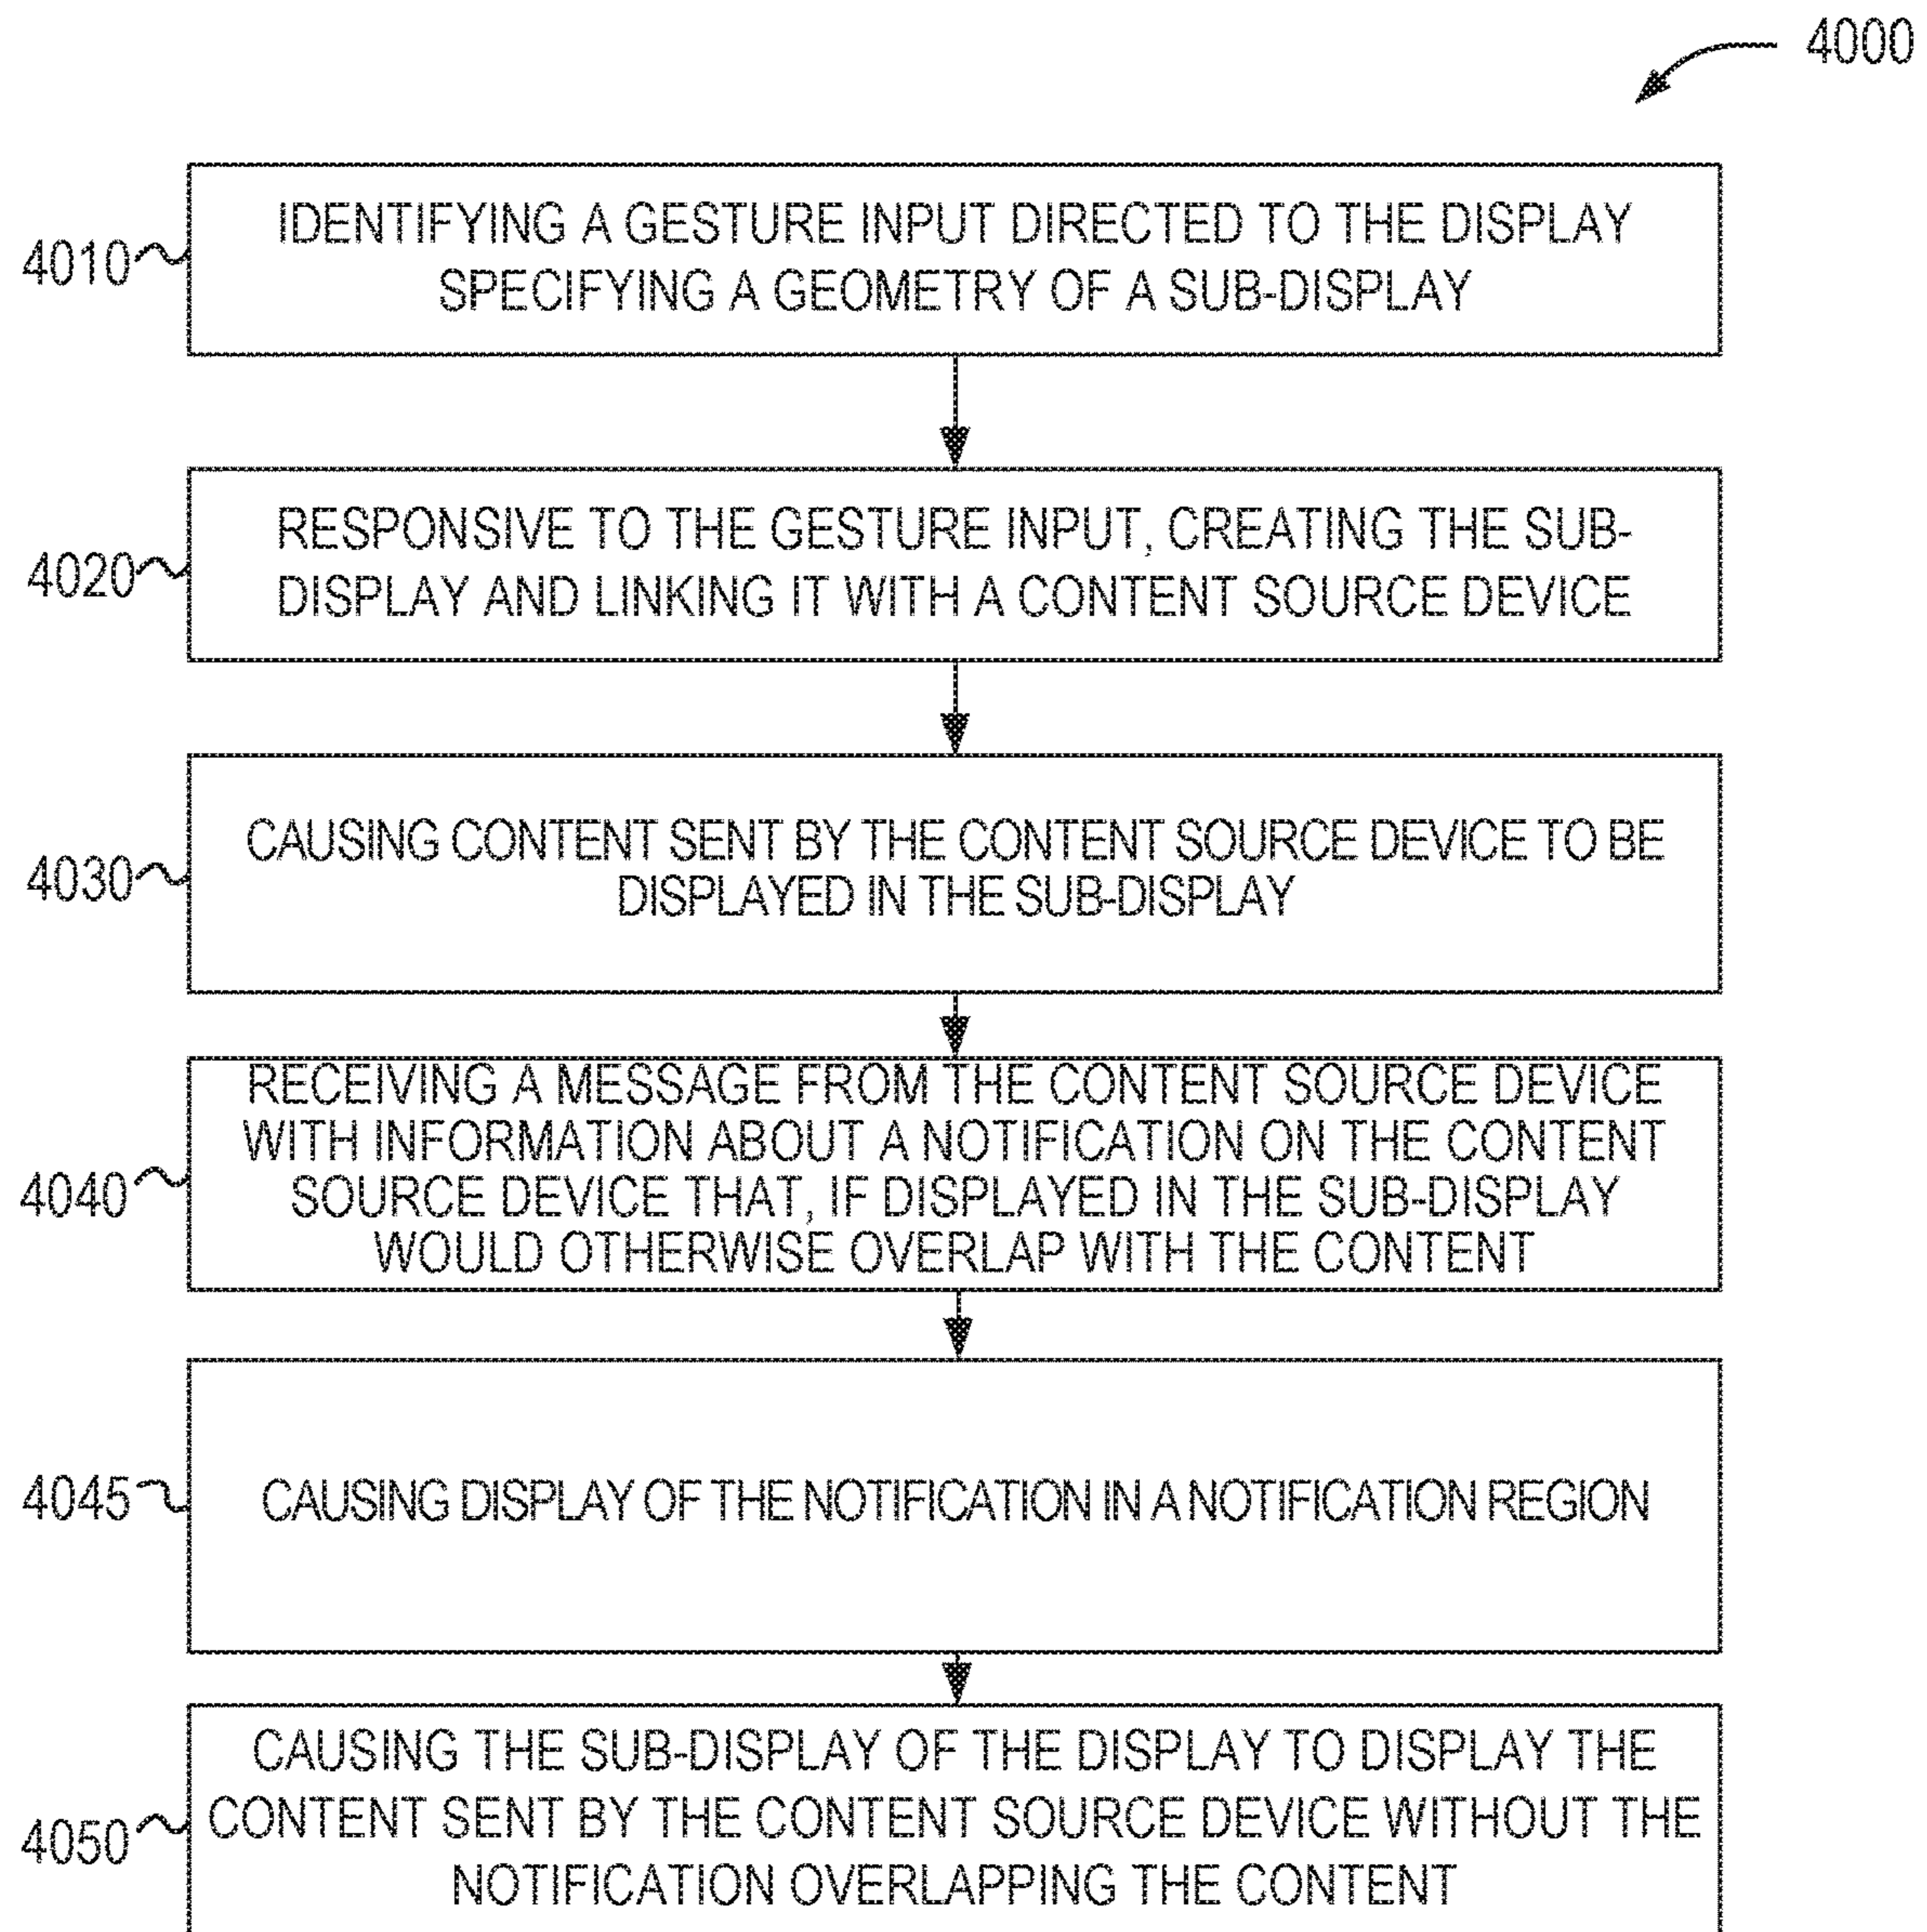 4000
4010
IDENTIFYING A GESTURE INPUT DIRECTED TO THE DISPLAY
SPECIFYING A GEOMETRY OF A SUB-DISPLAY
4020
RESPONSIVE TO THE GESTURE INPUT, CREATING THE SUB-
DISPLAY AND LINKING IT WITH A CONTENT SOURCE DEVICE
4030
CAUSING CONTENT SENT BY THE CONTENT SOURCE DEVICE TO BE
DISPLAYED IN THE SUB-DISPLAY
4040
RECEIVING A MESSAGE FROM THE CONTENT SOURCE DEVICE
WITH INFORMATION ABOUT A NOTIFICATION ON THE CONTENT
SOURCE DEVICE THAT, IF DISPLAYED IN THE SUB-DISPLAY
WOULD OTHERWISE OVERLAP WITH THE CONTENT
4045
CAUSING DISPLAY OF THE NOTIFICATION IN A NOTIFICATION REGION
4050
CAUSING THE SUB-DISPLAY OF THE DISPLAY TO DISPLAY THE
CONTENT SENT BY THE CONTENT SOURCE DEVICE WITHOUT THE
NOTIFICATION OVERLAPPING THE CONTENT